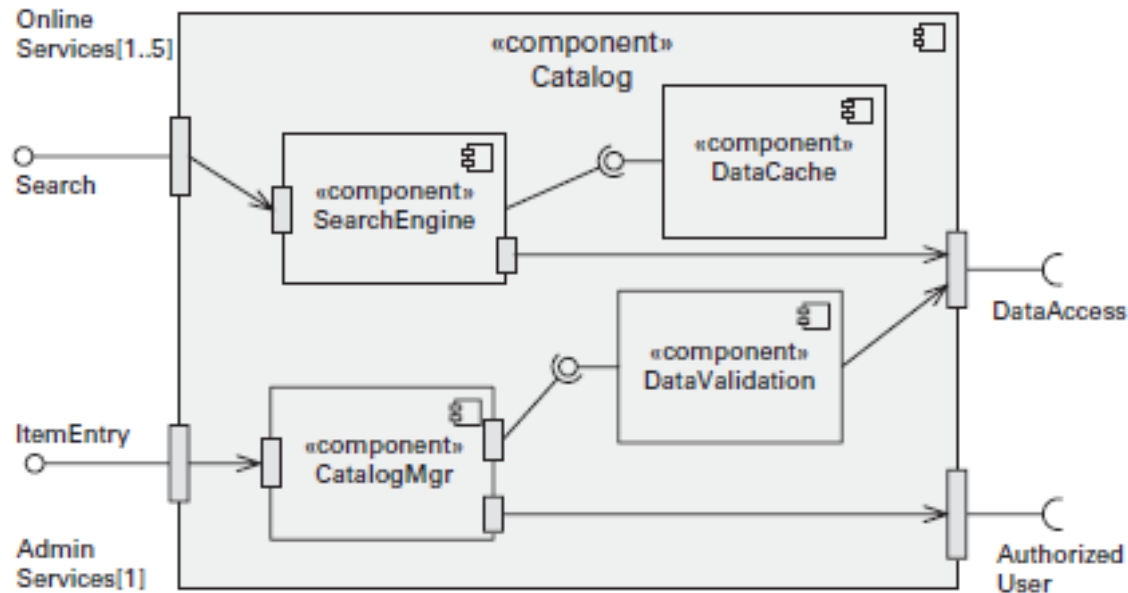 Online
Services[1..5]
«component»
Catalog
«component»
DataCache
Search
«component»
SearchEngine
DataAccess
«component»
DataValidation
ItemEntry
«component»
CatalogMgr
Admin
Services[1]
Authorized
User